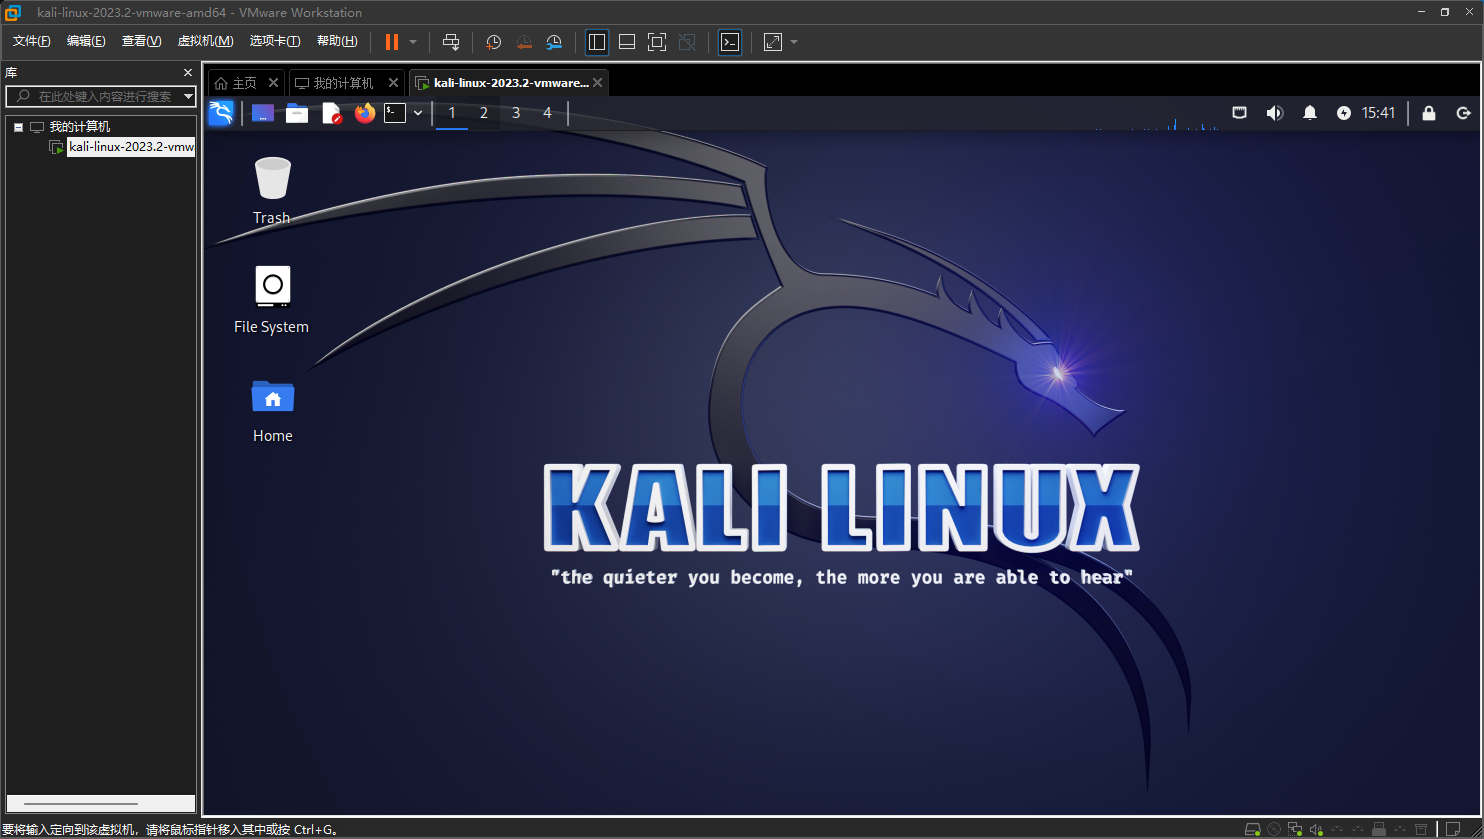 kali-linux-2023.2-vmware-amd64 - VMware Workstation
文件(F) 编辑(E) 查看(V) 虚拟机(M) 选项卡(T) 帮助(H)
库
在此处键入内容进行搜索
我的计算机
kali-linux-2023.2-vmw
主页 我的计算机 kali-linux-2023.2-vmware...
1 2 3 4 15:41
Trash
File System
Home
KALI LINUX
"the quieter you become, the more you are able to hear"
要将输入定向到该虚拟机，请将鼠标指针移入其中或按 Ctrl+G。